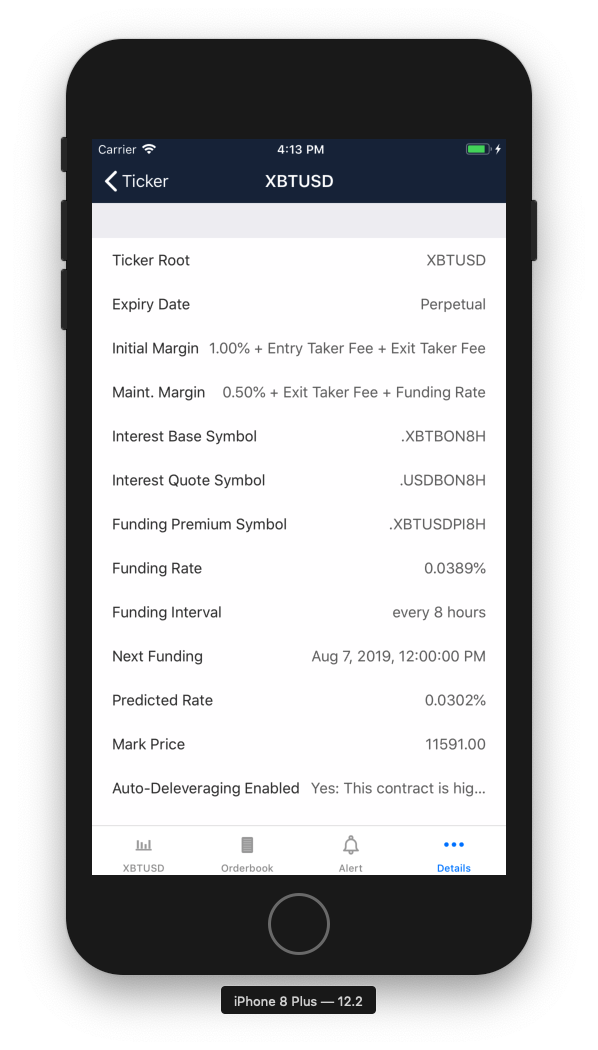 Carrier 4:13 PM
Ticker XBTUSD
Ticker Root XBTUSD
Expiry Date Perpetual
Initial Margin 1.00% + Entry Taker Fee + Exit Taker Fee
Maint. Margin 0.50% + Exit Taker Fee + Funding Rate
Interest Base Symbol .XBTBON8H
Interest Quote Symbol .USDBON8H
Funding Premium Symbol .XBTUSDPI8H
Funding Rate 0.0389%
Funding Interval every 8 hours
Next Funding Aug 7, 2019, 12:00:00 PM
Predicted Rate 0.0302%
Mark Price 11591.00
Auto-Deleveraging Enabled Yes: This contract is hig...
XBTUSD Orderbook Alert Details
iPhone 8 Plus — 12.2